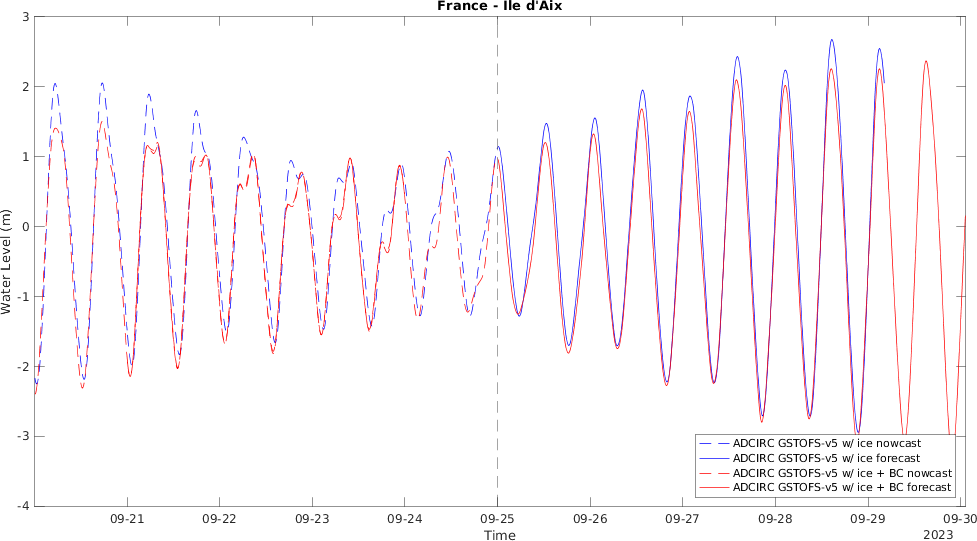 France - Ile d'Aix
3
2
1
0
-1
-2
-3
-4
Water Level (m)
ADCIRC GSTOFS-v5 w/ ice nowcast
ADCIRC GSTOFS-v5 w/ ice forecast
ADCIRC GSTOFS-v5 w/ ice + BC nowcast
ADCIRC GSTOFS-v5 w/ ice + BC forecast
09-21 09-22 09-23 09-24 09-25 09-26 09-27 09-28 09-29 09-30
Time
2023